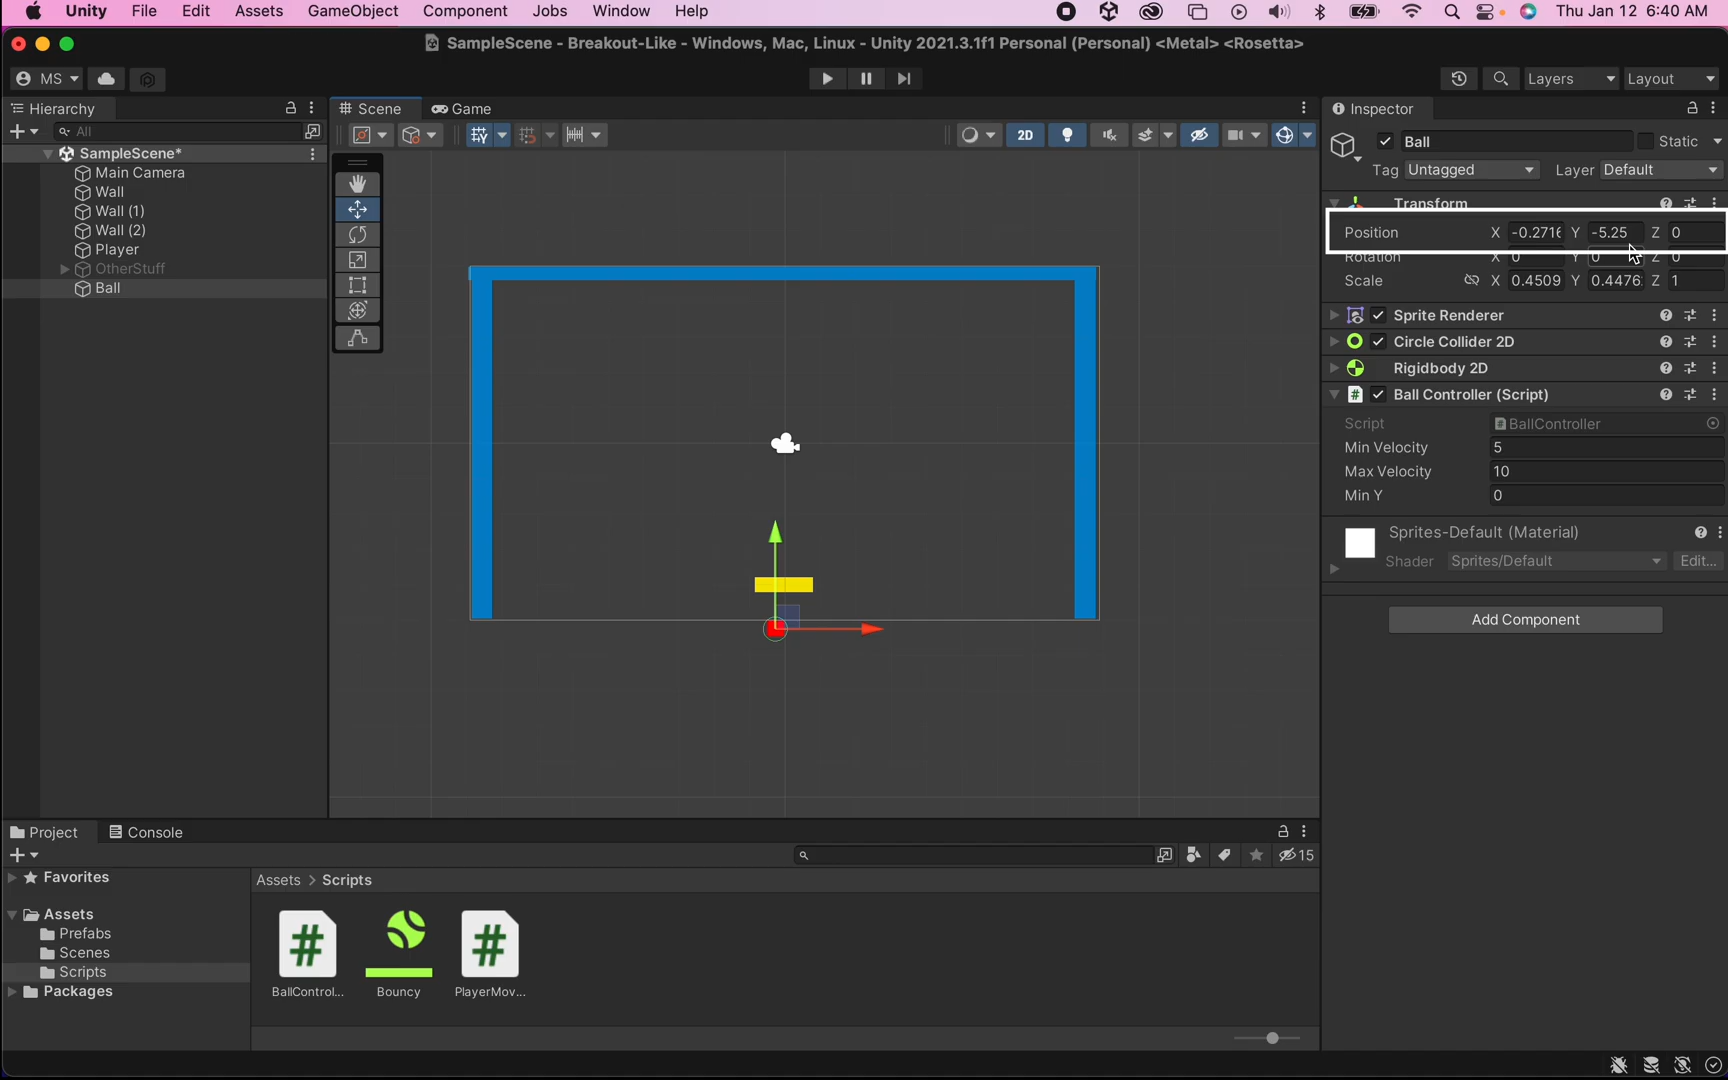 Unity File Edit Assets GameObject Component Jobs Window Help Thu Jan 12 6:40 AM
SampleScene - Breakout-Like - Windows, Mac, Linux - Unity 2021.3.1f1 Personal (Personal) <Metal> <Rosetta>
MS Layers Layout
Hierarchy
All
SampleScene*
Main Camera
Wall
Wall (1)
Wall (2)
Player
OtherStuff
Ball
Scene Game
2D
Inspector
Ball Static
Tag Untagged Layer Default
Transform
Position X -0.2716 Y -5.25 Z 0
Rotation X 0 Y 0 Z 0
Scale X 0.4509 Y 0.4476 Z 1
Sprite Renderer
Circle Collider 2D
Rigidbody 2D
Ball Controller (Script)
Script BallController
Min Velocity 5
Max Velocity 10
Min Y 0
Sprites-Default (Material)
Shader Sprites/Default Edit...
Add Component
Project Console
15
Favorites
Assets
Prefabs
Scenes
Scripts
Packages
Assets > Scripts
BallControl... Bouncy PlayerMov...